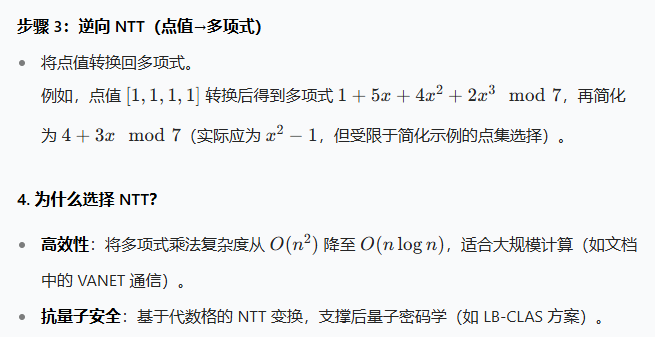 步骤 3：逆向 NTT（点值→多项式）
• 将点值转换回多项式。
例如，点值 [1, 1, 1, 1] 转换后得到多项式 1 + 5x + 4x² + 2x³ mod 7，再简化
为 4 + 3x mod 7（实际应为 x² − 1，但受限于简化示例的点集选择）。
4. 为什么选择 NTT？
• 高效性：将多项式乘法复杂度从 O(n²) 降至 O(n log n)，适合大规模计算（如文档
中的 VANET 通信）。
• 抗量子安全：基于代数格的 NTT 变换，支撑后量子密码学（如 LB-CLAS 方案）。